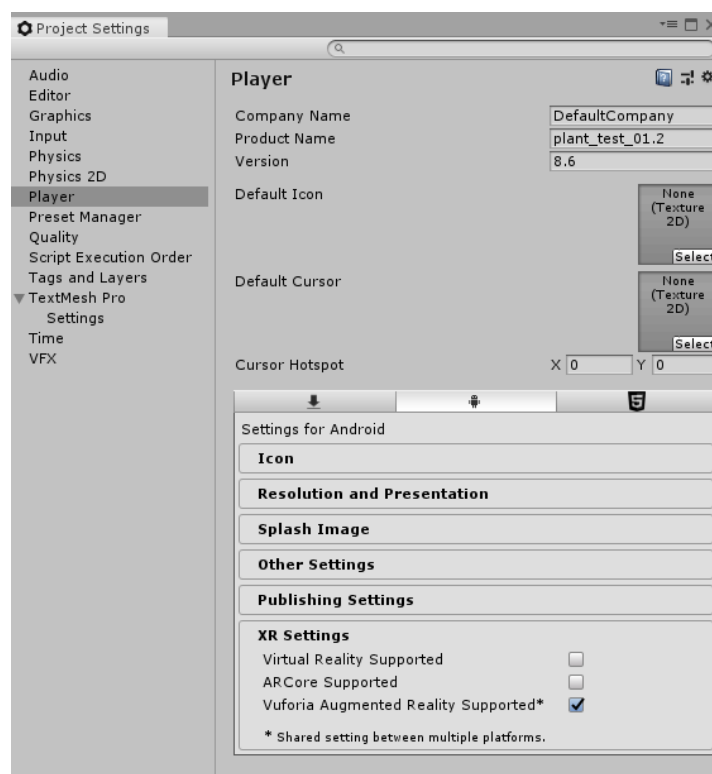 Project Settings
Audio
Editor
Graphics
Input
Physics
Physics 2D
Player
Preset Manager
Quality
Script Execution Order
Tags and Layers
TextMesh Pro
Settings
Time
VFX
Player
Company Name DefaultCompany
Product Name plant_test_01.2
Version 8.6
Default Icon
None
(Texture
2D)
Select
Default Cursor
None
(Texture
2D)
Select
Cursor Hotspot X 0 Y 0
Settings for Android
Icon
Resolution and Presentation
Splash Image
Other Settings
Publishing Settings
XR Settings
Virtual Reality Supported
ARCore Supported
Vuforia Augmented Reality Supported*
* Shared setting between multiple platforms.